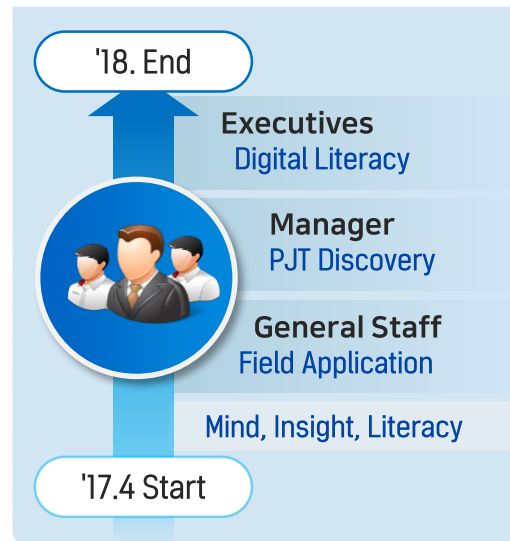 '18. End
Executives
Digital Literacy
Manager
PJT Discovery
General Staff
Field Application
Mind, Insight, Literacy
'17.4 Start